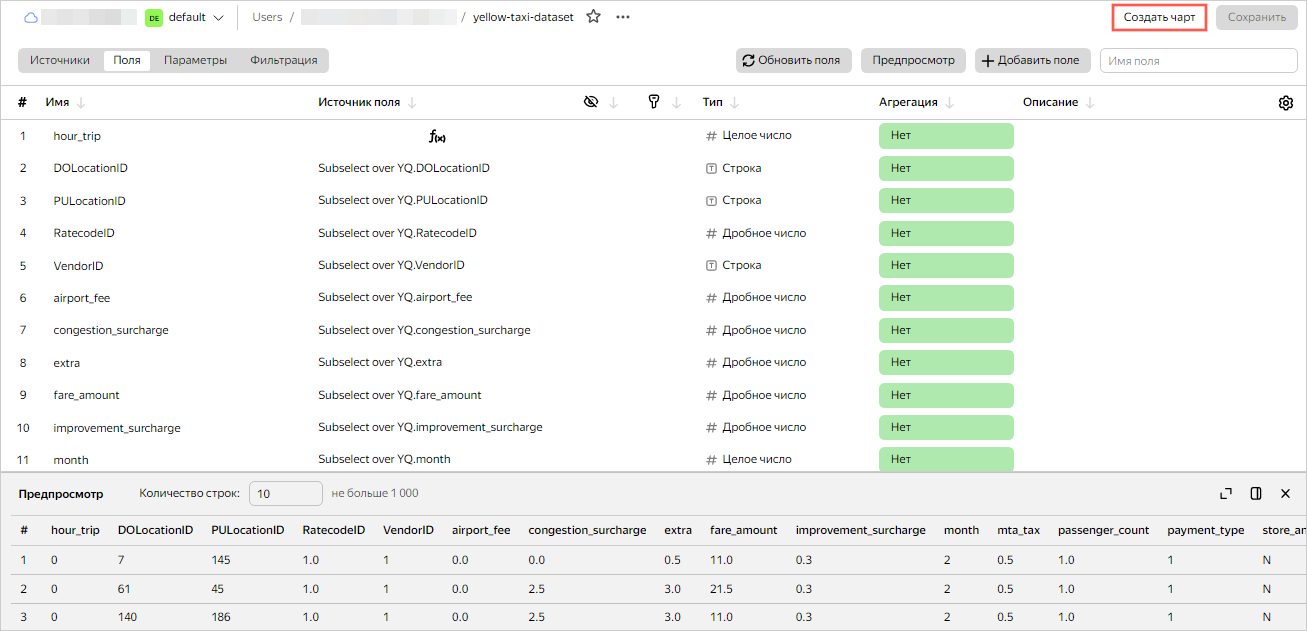 DE default Users / / yellow-taxi-dataset ••• Создать чарт Сохранить
Источники Поля Параметры Фильтрация Обновить поля Предпросмотр + Добавить поле Имя поля
# Имя ↓ Источник поля ↓ ↓ ↓ Тип ↓ Агрегация ↓ Описание ↓
1 hour_trip f(x) # Целое число Нет
2 DOLocationID Subselect over YQ.DOLocationID T Строка Нет
3 PULocationID Subselect over YQ.PULocationID T Строка Нет
4 RatecodeID Subselect over YQ.RatecodeID # Дробное число Нет
5 VendorID Subselect over YQ.VendorID T Строка Нет
6 airport_fee Subselect over YQ.airport_fee # Дробное число Нет
7 congestion_surcharge Subselect over YQ.congestion_surcharge # Дробное число Нет
8 extra Subselect over YQ.extra # Дробное число Нет
9 fare_amount Subselect over YQ.fare_amount # Дробное число Нет
10 improvement_surcharge Subselect over YQ.improvement_surcharge # Дробное число Нет
11 month Subselect over YQ.month # Целое число Нет
Предпросмотр Количество строк: 10 не больше 1 000
# hour_trip DOLocationID PULocationID RatecodeID VendorID airport_fee congestion_surcharge extra fare_amount improvement_surcharge month mta_tax passenger_count payment_type store_an
1 0 7 145 1.0 1 0.0 0.0 0.5 11.0 0.3 2 0.5 1.0 1 N
2 0 61 45 1.0 1 0.0 2.5 3.0 21.5 0.3 2 0.5 1.0 1 N
3 0 140 186 1.0 1 0.0 2.5 3.0 11.0 0.3 2 0.5 1.0 1 N